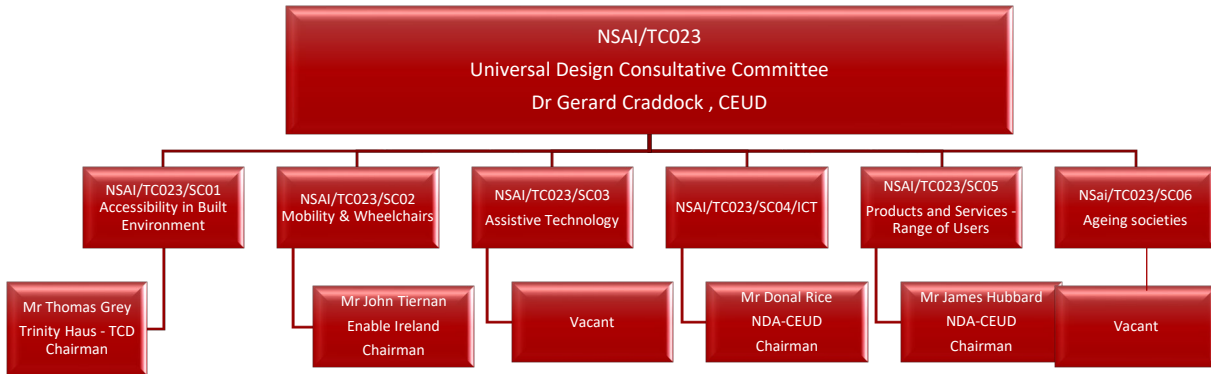 NSAI/TC023
Universal Design Consultative Committee
Dr Gerard Craddock , CEUD
NSAI/TC023/SC01
Accessibility in Built
Environment
NSAI/TC023/SC02
Mobility & Wheelchairs
NSAI/TC023/SC03
Assistive Technology
NSAI/TC023/SC04/ICT
NSAI/TC023/SC05
Products and Services -
Range of Users
NSai/TC023/SC06
Ageing societies
Mr Thomas Grey
Trinity Haus - TCD
Chairman
Mr John Tiernan
Enable Ireland
Chairman
Vacant
Mr Donal Rice
NDA-CEUD
Chairman
Mr James Hubbard
NDA-CEUD
Chairman
Vacant